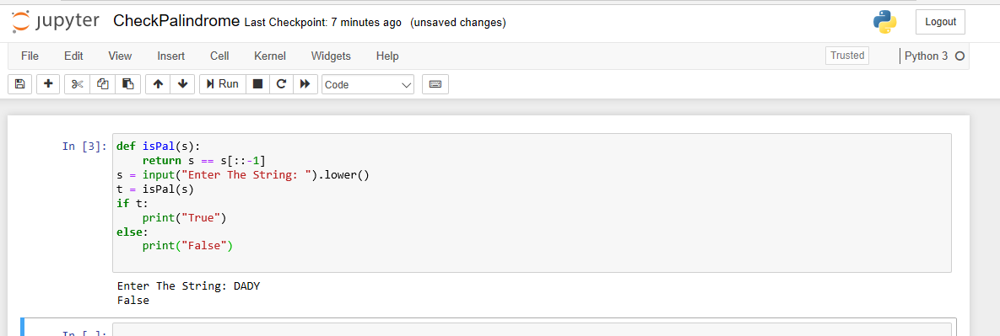 jupyter CheckPalindrome Last Checkpoint: 7 minutes ago (unsaved changes) Logout
File Edit View Insert Cell Kernel Widgets Help Trusted Python 3
Run Code
In [3]: def isPal(s):
    return s == s[::-1]
s = input("Enter The String: ").lower()
t = isPal(s)
if t:
    print("True")
else:
    print("False")
Enter The String: DADY
False
In [ ]: